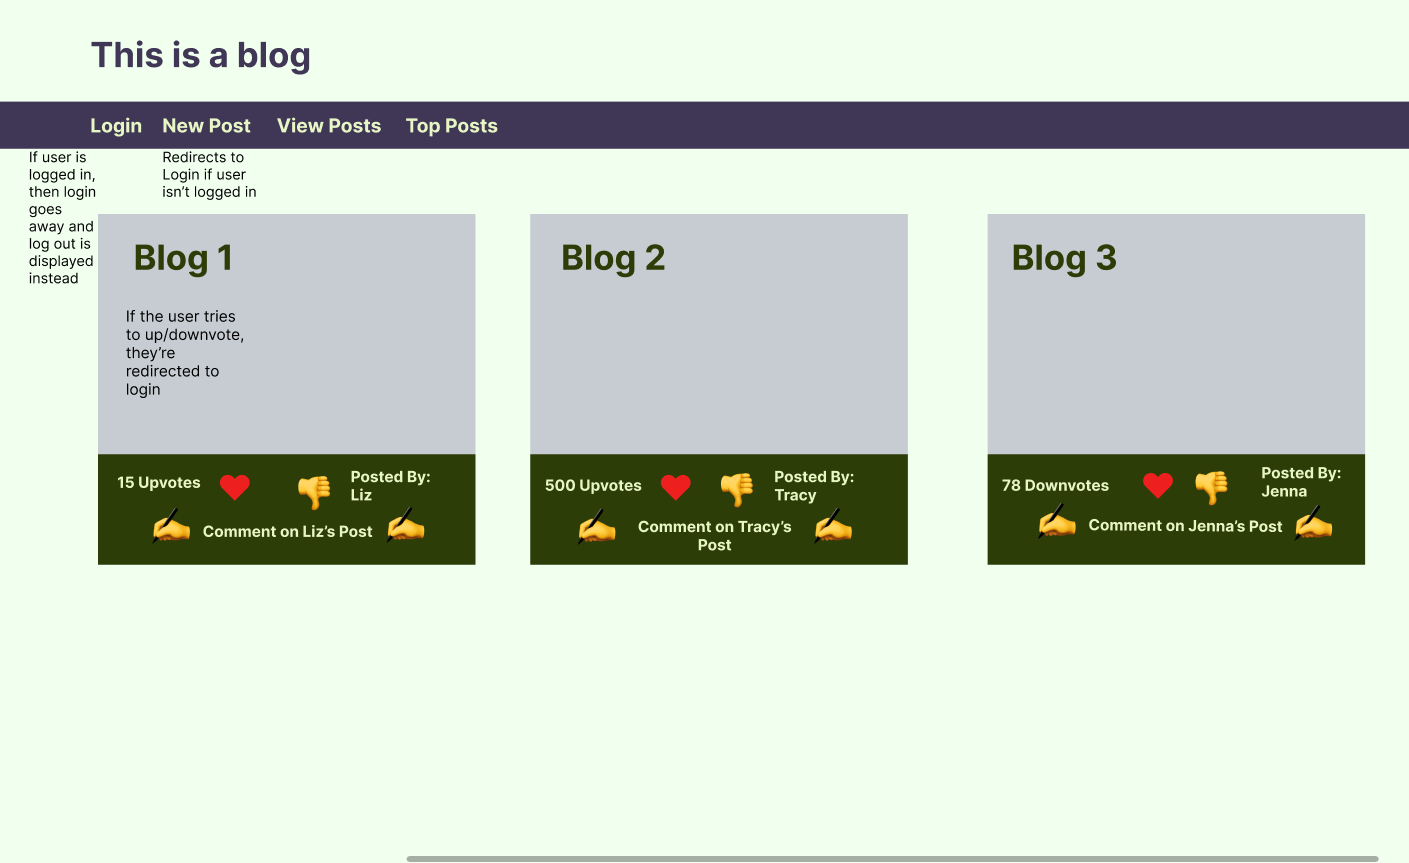 This is a blog
Login New Post View Posts Top Posts
If user is
logged in,
then login
goes
away and
log out is
displayed
instead
Redirects to
Login if user
isn’t logged in
Blog 1
If the user tries
to up/downvote,
they’re
redirected to
login
15 Upvotes
Posted By:
Liz
Comment on Liz’s Post
Blog 2
500 Upvotes
Posted By:
Tracy
Comment on Tracy’s
Post
Blog 3
78 Downvotes
Posted By:
Jenna
Comment on Jenna’s Post